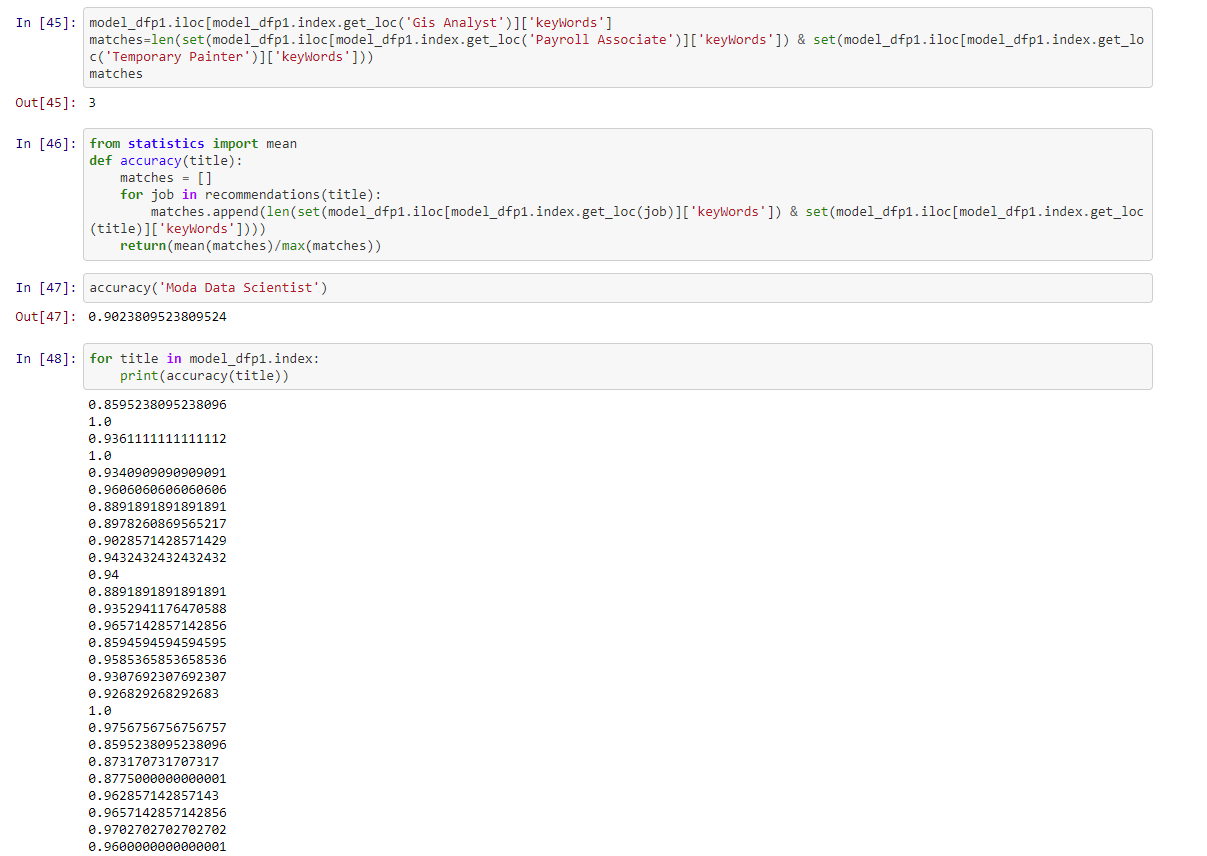 In [45]: model_dfp1.iloc[model_dfp1.index.get_loc('Gis Analyst')]['keyWords']
matches=len(set(model_dfp1.iloc[model_dfp1.index.get_loc('Payroll Associate')]['keyWords']) & set(model_dfp1.iloc[model_dfp1.index.get_lo
c('Temporary Painter')]['keyWords']))
matches
Out[45]: 3
In [46]: from statistics import mean
def accuracy(title):
    matches = []
    for job in recommendations(title):
        matches.append(len(set(model_dfp1.iloc[model_dfp1.index.get_loc(job)]['keyWords']) & set(model_dfp1.iloc[model_dfp1.index.get_loc
(title)]['keyWords'])))
    return(mean(matches)/max(matches))
In [47]: accuracy('Moda Data Scientist')
Out[47]: 0.9023809523809524
In [48]: for title in model_dfp1.index:
    print(accuracy(title))
0.8595238095238096
1.0
0.9361111111111112
1.0
0.9340909090909091
0.9606060606060606
0.8891891891891891
0.8978260869565217
0.9028571428571429
0.9432432432432432
0.94
0.8891891891891891
0.9352941176470588
0.9657142857142856
0.8594594594594595
0.9585365853658536
0.9307692307692307
0.926829268292683
1.0
0.9756756756756757
0.8595238095238096
0.873170731707317
0.8775000000000001
0.962857142857143
0.9657142857142856
0.9702702702702702
0.9600000000000001